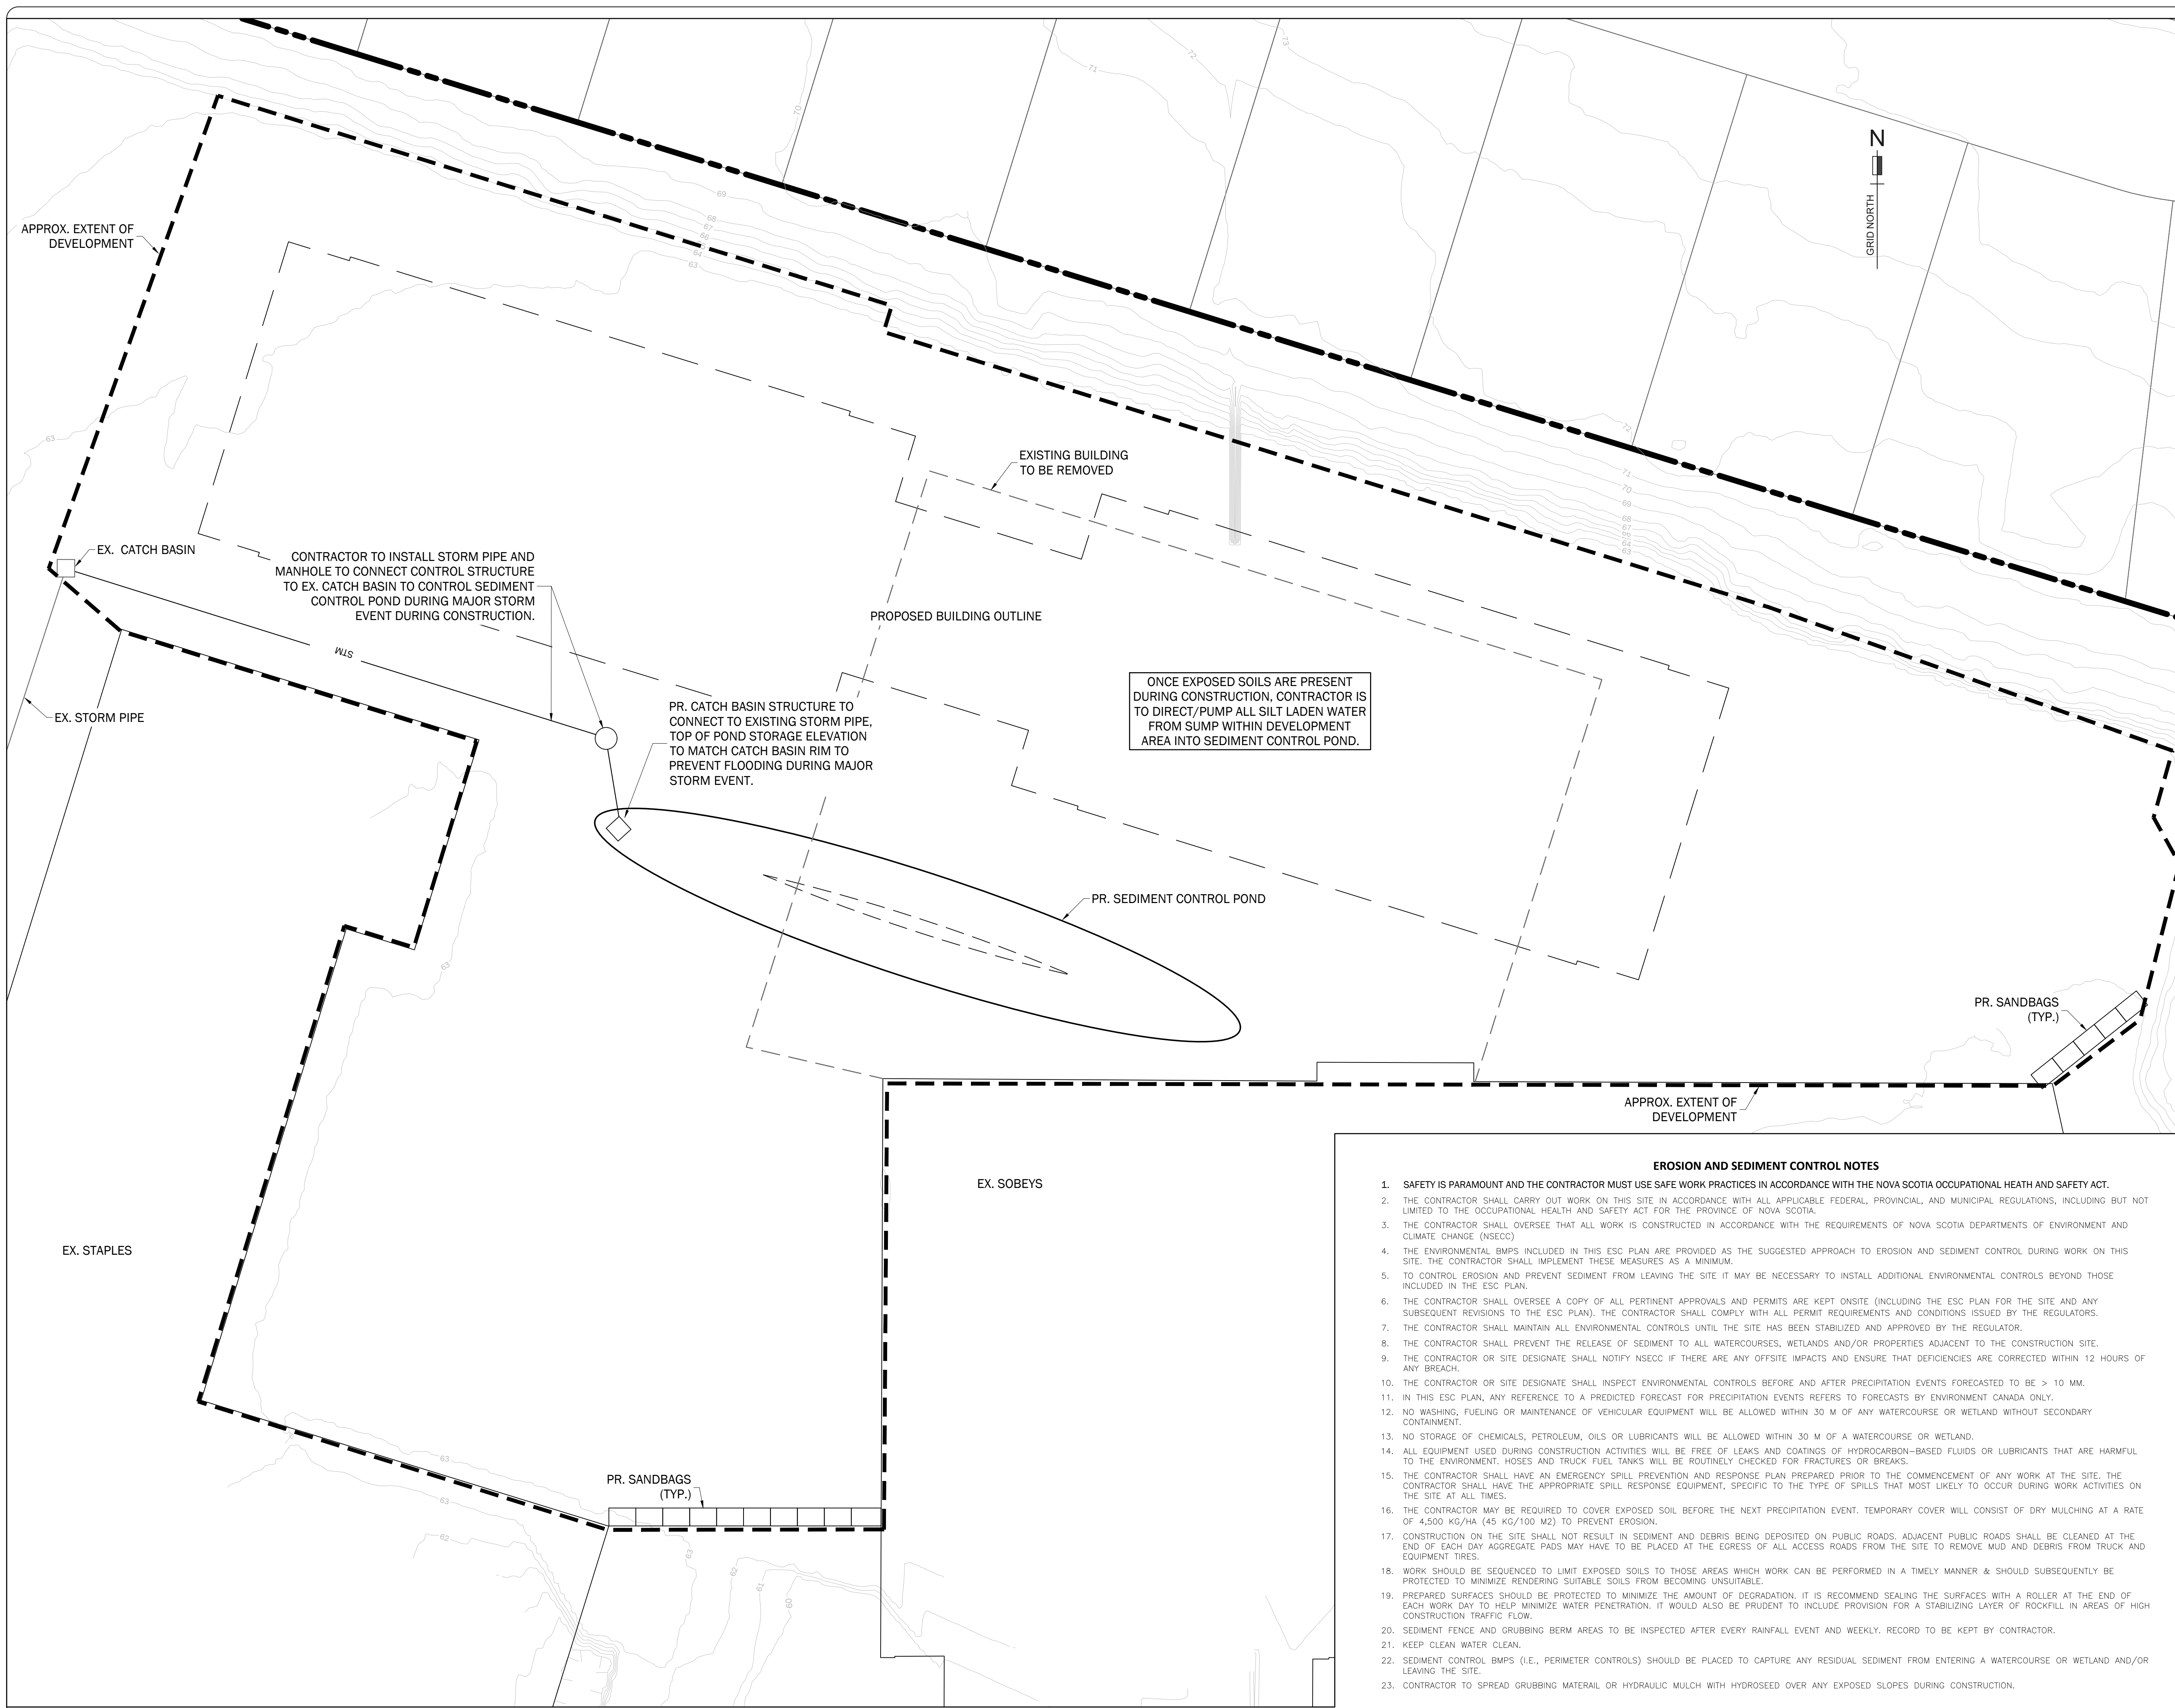 73
72
71
70
N
GRID NORTH
69
68
67
66
64
63
APPROX. EXTENT OF
DEVELOPMENT
63
72
71
70
69
68
67
66
64
63
EXISTING BUILDING
TO BE REMOVED
EX. CATCH BASIN
CONTRACTOR TO INSTALL STORM PIPE AND
MANHOLE TO CONNECT CONTROL STRUCTURE
TO EX. CATCH BASIN TO CONTROL SEDIMENT
CONTROL POND DURING MAJOR STORM
EVENT DURING CONSTRUCTION.
PROPOSED BUILDING OUTLINE
STM
EX. STORM PIPE
PR. CATCH BASIN STRUCTURE TO
CONNECT TO EXISTING STORM PIPE,
TOP OF POND STORAGE ELEVATION
TO MATCH CATCH BASIN RIM TO
PREVENT FLOODING DURING MAJOR
STORM EVENT.
ONCE EXPOSED SOILS ARE PRESENT
DURING CONSTRUCTION, CONTRACTOR IS
TO DIRECT/PUMP ALL SILT LADEN WATER
FROM SUMP WITHIN DEVELOPMENT
AREA INTO SEDIMENT CONTROL POND.
PR. SEDIMENT CONTROL POND
63
PR. SANDBAGS
(TYP.)
APPROX. EXTENT OF
DEVELOPMENT
EX. SOBEYS
EX. STAPLES
63
63
62
PR. SANDBAGS
(TYP.)
63
62
61
60
EROSION AND SEDIMENT CONTROL NOTES
1. SAFETY IS PARAMOUNT AND THE CONTRACTOR MUST USE SAFE WORK PRACTICES IN ACCORDANCE WITH THE NOVA SCOTIA OCCUPATIONAL HEATH AND SAFETY ACT.
2. THE CONTRACTOR SHALL CARRY OUT WORK ON THIS SITE IN ACCORDANCE WITH ALL APPLICABLE FEDERAL, PROVINCIAL, AND MUNICIPAL REGULATIONS, INCLUDING BUT NOT
LIMITED TO THE OCCUPATIONAL HEALTH AND SAFETY ACT FOR THE PROVINCE OF NOVA SCOTIA.
3. THE CONTRACTOR SHALL OVERSEE THAT ALL WORK IS CONSTRUCTED IN ACCORDANCE WITH THE REQUIREMENTS OF NOVA SCOTIA DEPARTMENTS OF ENVIRONMENT AND
CLIMATE CHANGE (NSECC)
4. THE ENVIRONMENTAL BMPS INCLUDED IN THIS ESC PLAN ARE PROVIDED AS THE SUGGESTED APPROACH TO EROSION AND SEDIMENT CONTROL DURING WORK ON THIS
SITE. THE CONTRACTOR SHALL IMPLEMENT THESE MEASURES AS A MINIMUM.
5. TO CONTROL EROSION AND PREVENT SEDIMENT FROM LEAVING THE SITE IT MAY BE NECESSARY TO INSTALL ADDITIONAL ENVIRONMENTAL CONTROLS BEYOND THOSE
INCLUDED IN THE ESC PLAN.
6. THE CONTRACTOR SHALL OVERSEE A COPY OF ALL PERTINENT APPROVALS AND PERMITS ARE KEPT ONSITE (INCLUDING THE ESC PLAN FOR THE SITE AND ANY
SUBSEQUENT REVISIONS TO THE ESC PLAN). THE CONTRACTOR SHALL COMPLY WITH ALL PERMIT REQUIREMENTS AND CONDITIONS ISSUED BY THE REGULATORS.
7. THE CONTRACTOR SHALL MAINTAIN ALL ENVIRONMENTAL CONTROLS UNTIL THE SITE HAS BEEN STABILIZED AND APPROVED BY THE REGULATOR.
8. THE CONTRACTOR SHALL PREVENT THE RELEASE OF SEDIMENT TO ALL WATERCOURSES, WETLANDS AND/OR PROPERTIES ADJACENT TO THE CONSTRUCTION SITE.
9. THE CONTRACTOR OR SITE DESIGNATE SHALL NOTIFY NSECC IF THERE ARE ANY OFFSITE IMPACTS AND ENSURE THAT DEFICIENCIES ARE CORRECTED WITHIN 12 HOURS OF
ANY BREACH.
10. THE CONTRACTOR OR SITE DESIGNATE SHALL INSPECT ENVIRONMENTAL CONTROLS BEFORE AND AFTER PRECIPITATION EVENTS FORECASTED TO BE > 10 MM.
11. IN THIS ESC PLAN, ANY REFERENCE TO A PREDICTED FORECAST FOR PRECIPITATION EVENTS REFERS TO FORECASTS BY ENVIRONMENT CANADA ONLY.
12. NO WASHING, FUELING OR MAINTENANCE OF VEHICULAR EQUIPMENT WILL BE ALLOWED WITHIN 30 M OF ANY WATERCOURSE OR WETLAND WITHOUT SECONDARY
CONTAINMENT.
13. NO STORAGE OF CHEMICALS, PETROLEUM, OILS OR LUBRICANTS WILL BE ALLOWED WITHIN 30 M OF A WATERCOURSE OR WETLAND.
14. ALL EQUIPMENT USED DURING CONSTRUCTION ACTIVITIES WILL BE FREE OF LEAKS AND COATINGS OF HYDROCARBON-BASED FLUIDS OR LUBRICANTS THAT ARE HARMFUL
TO THE ENVIRONMENT. HOSES AND TRUCK FUEL TANKS WILL BE ROUTINELY CHECKED FOR FRACTURES OR BREAKS.
15. THE CONTRACTOR SHALL HAVE AN EMERGENCY SPILL PREVENTION AND RESPONSE PLAN PREPARED PRIOR TO THE COMMENCEMENT OF ANY WORK AT THE SITE. THE
CONTRACTOR SHALL HAVE THE APPROPRIATE SPILL RESPONSE EQUIPMENT, SPECIFIC TO THE TYPE OF SPILLS THAT MOST LIKELY TO OCCUR DURING WORK ACTIVITIES ON
THE SITE AT ALL TIMES.
16. THE CONTRACTOR MAY BE REQUIRED TO COVER EXPOSED SOIL BEFORE THE NEXT PRECIPITATION EVENT. TEMPORARY COVER WILL CONSIST OF DRY MULCHING AT A RATE
OF 4,500 KG/HA (45 KG/100 M2) TO PREVENT EROSION.
17. CONSTRUCTION ON THE SITE SHALL NOT RESULT IN SEDIMENT AND DEBRIS BEING DEPOSITED ON PUBLIC ROADS. ADJACENT PUBLIC ROADS SHALL BE CLEANED AT THE
END OF EACH DAY AGGREGATE PADS MAY HAVE TO BE PLACED AT THE EGRESS OF ALL ACCESS ROADS FROM THE SITE TO REMOVE MUD AND DEBRIS FROM TRUCK AND
EQUIPMENT TIRES.
18. WORK SHOULD BE SEQUENCED TO LIMIT EXPOSED SOILS TO THOSE AREAS WHICH WORK CAN BE PERFORMED IN A TIMELY MANNER & SHOULD SUBSEQUENTLY BE
PROTECTED TO MINIMIZE RENDERING SUITABLE SOILS FROM BECOMING UNSUITABLE.
19. PREPARED SURFACES SHOULD BE PROTECTED TO MINIMIZE THE AMOUNT OF DEGRADATION. IT IS RECOMMEND SEALING THE SURFACES WITH A ROLLER AT THE END OF
EACH WORK DAY TO HELP MINIMIZE WATER PENETRATION. IT WOULD ALSO BE PRUDENT TO INCLUDE PROVISION FOR A STABILIZING LAYER OF ROCKFILL IN AREAS OF HIGH
CONSTRUCTION TRAFFIC FLOW.
20. SEDIMENT FENCE AND GRUBBING BERM AREAS TO BE INSPECTED AFTER EVERY RAINFALL EVENT AND WEEKLY. RECORD TO BE KEPT BY CONTRACTOR.
21. KEEP CLEAN WATER CLEAN.
22. SEDIMENT CONTROL BMPS (I.E., PERIMETER CONTROLS) SHOULD BE PLACED TO CAPTURE ANY RESIDUAL SEDIMENT FROM ENTERING A WATERCOURSE OR WETLAND AND/OR
LEAVING THE SITE.
23. CONTRACTOR TO SPREAD GRUBBING MATERAIL OR HYDRAULIC MULCH WITH HYDROSEED OVER ANY EXPOSED SLOPES DURING CONSTRUCTION.